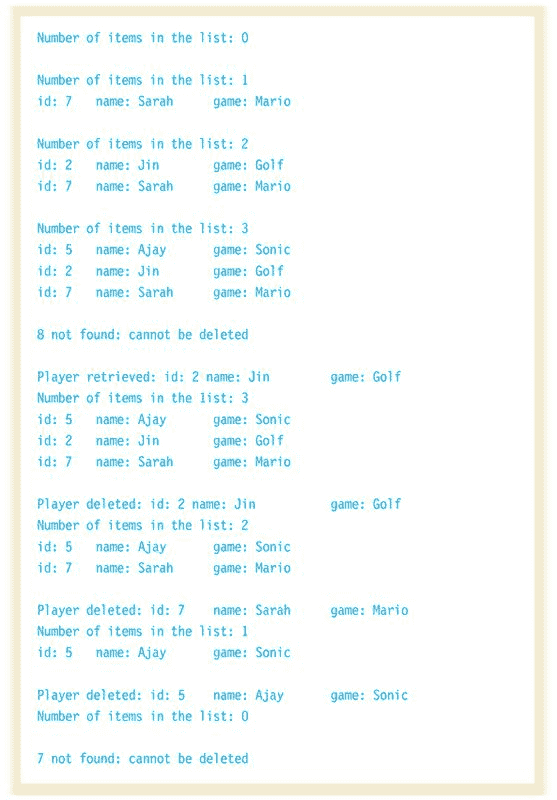 Number of items in the list: 0
Number of items in the list: 1
id: 7 name: Sarah game: Mario
Number of items in the list: 2
id: 2 name: Jin game: Golf
id: 7 name: Sarah game: Mario
Number of items in the list: 3
id: 5 name: Ajay game: Sonic
id: 2 name: Jin game: Golf
id: 7 name: Sarah game: Mario
8 not found: cannot be deleted
Player retrieved: id: 2 name: Jin game: Golf
Number of items in the list: 3
id: 5 name: Ajay game: Sonic
id: 2 name: Jin game: Golf
id: 7 name: Sarah game: Mario
Player deleted: id: 2 name: Jin game: Golf
Number of items in the list: 2
id: 5 name: Ajay game: Sonic
id: 7 name: Sarah game: Mario
Player deleted: id: 7 name: Sarah game: Mario
Number of items in the list: 1
id: 5 name: Ajay game: Sonic
Player deleted: id: 5 name: Ajay game: Sonic
Number of items in the list: 0
7 not found: cannot be deleted